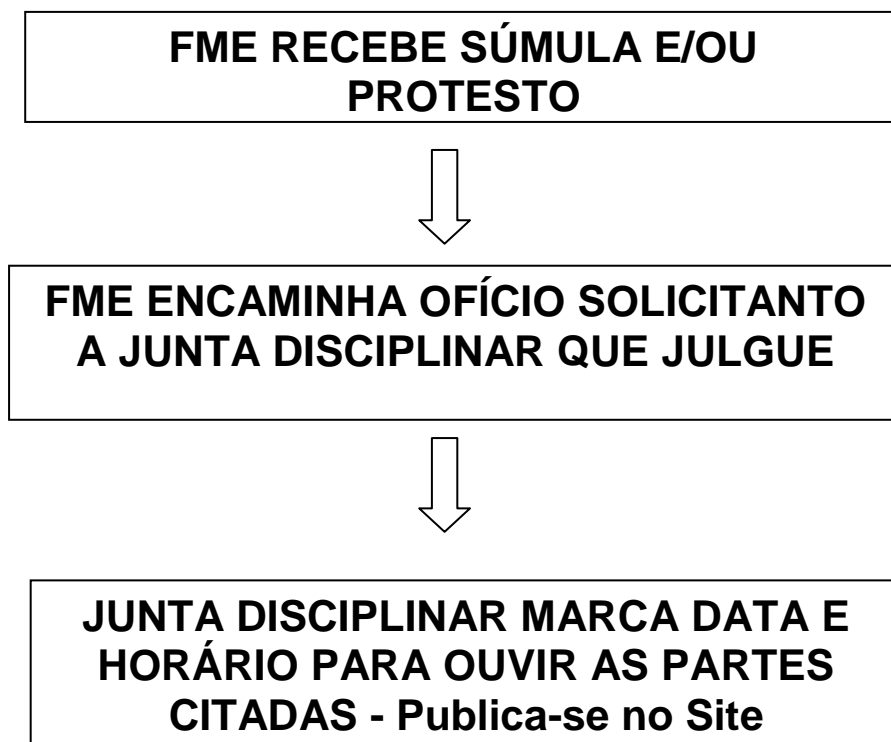 FME RECEBE SÚMULA E/OU
PROTESTO
FME ENCAMINHA OFÍCIO SOLICITANTO
A JUNTA DISCIPLINAR QUE JULGUE
JUNTA DISCIPLINAR MARCA DATA E
HORÁRIO PARA OUVIR AS PARTES
CITADAS - Publica-se no Site